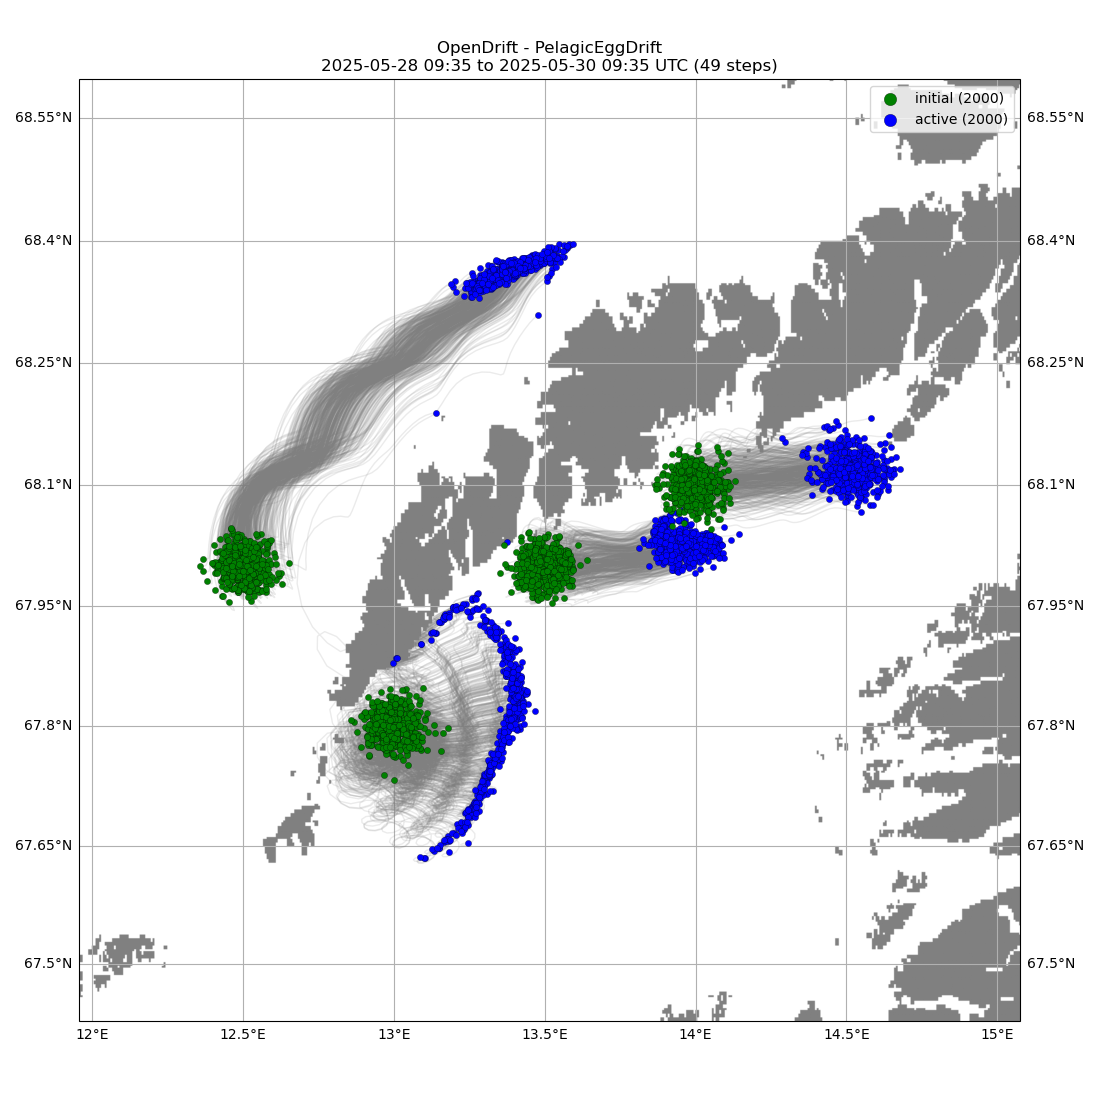 OpenDrift - PelagicEggDrift
2025-05-28 09:35 to 2025-05-30 09:35 UTC (49 steps)
initial (2000)
active (2000)
68.55°N
68.55°N
68.4°N
68.4°N
68.25°N
68.25°N
68.1°N
68.1°N
67.95°N
67.95°N
67.8°N
67.8°N
67.65°N
67.65°N
67.5°N
67.5°N
12°E
12.5°E
13°E
13.5°E
14°E
14.5°E
15°E